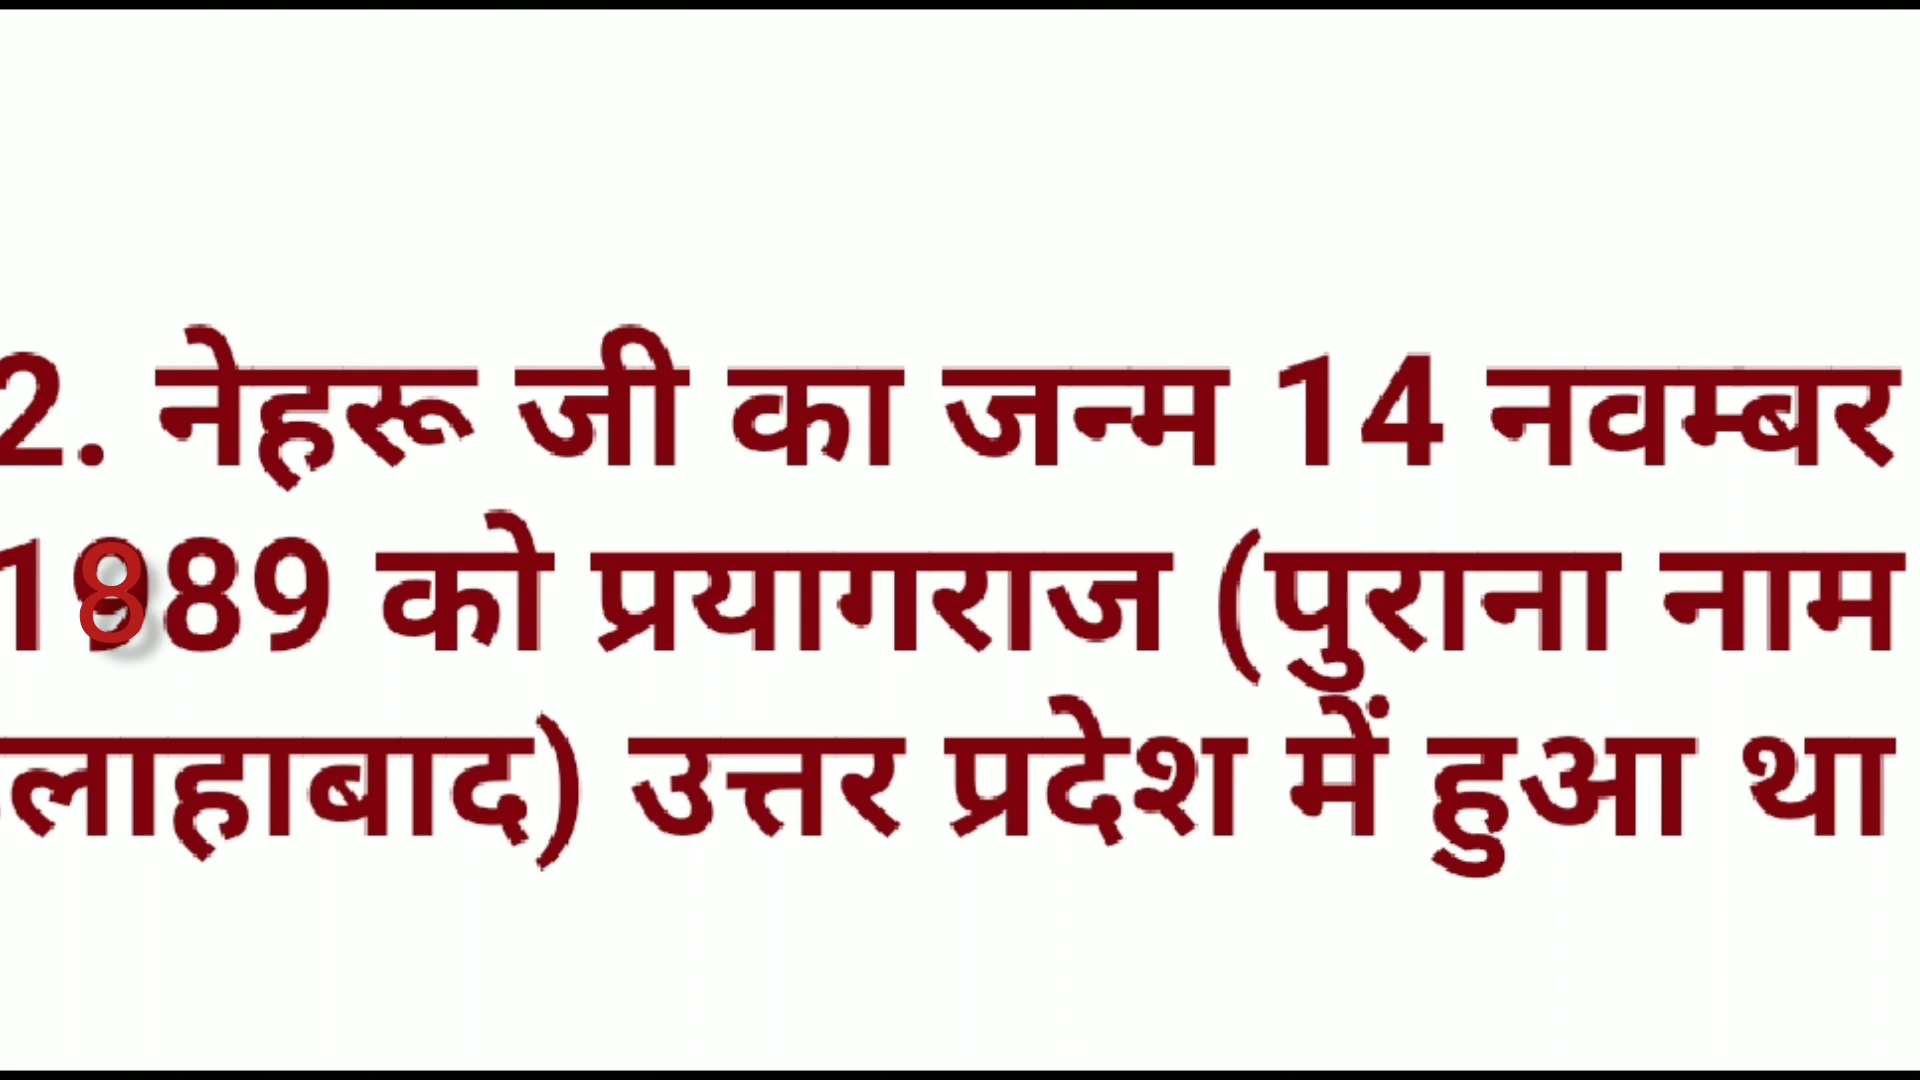 2. नेहरू जी का जन्म 14 नवम्बर
1889 को प्रयागराज (पुराना नाम
लाहाबाद) उत्तर प्रदेश में हुआ था